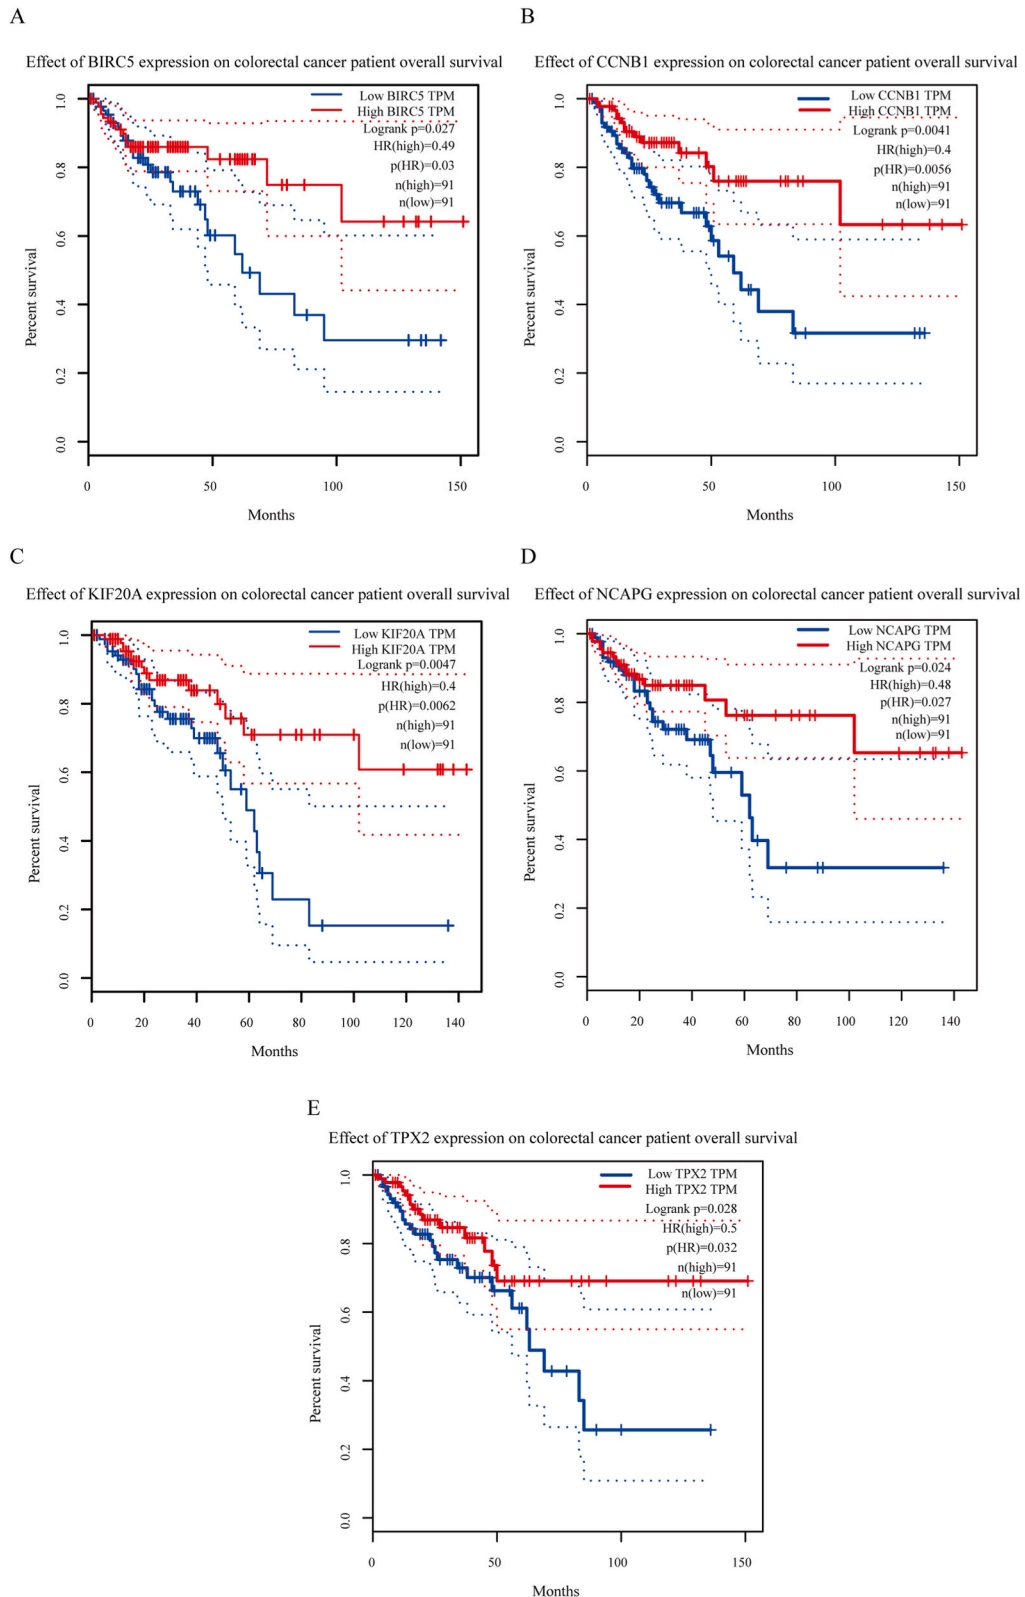 A
Effect of BIRC5 expression on colorectal cancer patient overall survival
Low BIRC5 TPM
High BIRC5 TPM
Logrank p=0.027
HR(high)=0.49
p(HR)=0.03
n(high)=91
n(low)=91
Percent survival
1.0
0.8
0.6
0.4
0.2
0.0
0 50 100 150
Months
B
Effect of CCNB1 expression on colorectal cancer patient overall survival
Low CCNB1 TPM
High CCNB1 TPM
Logrank p=0.0041
HR(high)=0.4
p(HR)=0.0056
n(high)=91
n(low)=91
Percent survival
1.0
0.8
0.6
0.4
0.2
0.0
0 50 100 150
Months
C
Effect of KIF20A expression on colorectal cancer patient overall survival
Low KIF20A TPM
High KIF20A TPM
Logrank p=0.0047
HR(high)=0.4
p(HR)=0.0062
n(high)=91
n(low)=91
Percent survival
1.0
0.8
0.6
0.4
0.2
0.0
0 20 40 60 80 100 120 140
Months
D
Effect of NCAPG expression on colorectal cancer patient overall survival
Low NCAPG TPM
High NCAPG TPM
Logrank p=0.024
HR(high)=0.48
p(HR)=0.027
n(high)=91
n(low)=91
Percent survival
1.0
0.8
0.6
0.4
0.2
0.0
0 20 40 60 80 100 120 140
Months
E
Effect of TPX2 expression on colorectal cancer patient overall survival
Low TPX2 TPM
High TPX2 TPM
Logrank p=0.028
HR(high)=0.5
p(HR)=0.032
n(high)=91
n(low)=91
Percent survival
1.0
0.8
0.6
0.4
0.2
0.0
0 50 100 150
Months